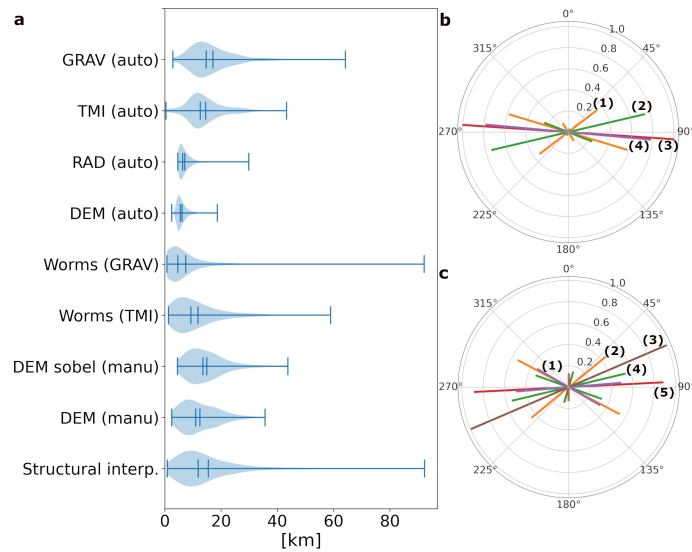 a
GRAV (auto)
TMI (auto)
RAD (auto)
DEM (auto)
Worms (GRAV)
Worms (TMI)
DEM sobel (manu)
DEM (manu)
Structural interp.
0 20 40 60 80
[km]
b
0°
45°
90°
135°
180°
225°
270°
315°
0.2
0.4
0.6
0.8
1.0
(1)
(2)
(3)
(4)
c
0°
45°
90°
135°
180°
225°
270°
315°
0.2
0.4
0.6
0.8
1.0
(1)
(2)
(3)
(4)
(5)